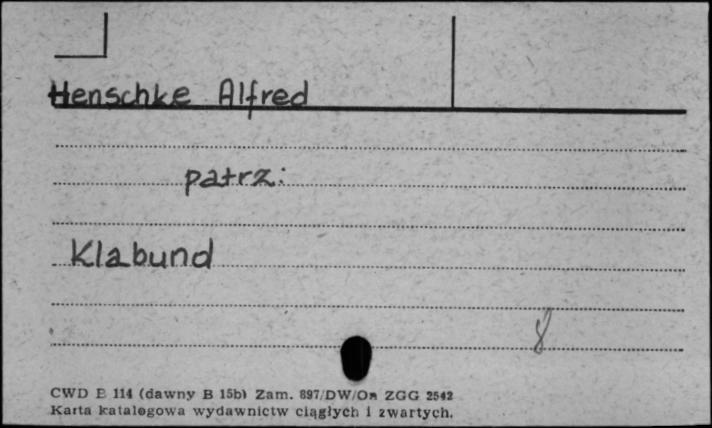 Henschke Alfred
patrz:
Klabund
8
CWD B 114 (dawny B 15b) Zam. 897/DW/On ZGG 2542
Karta katalogowa wydawnictw ciągłych i zwartych.